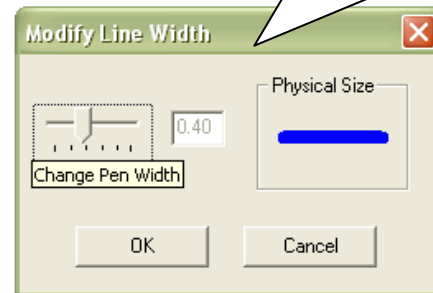 Modify Line Width
Physical Size
0.40
Change Pen Width
OK
Cancel